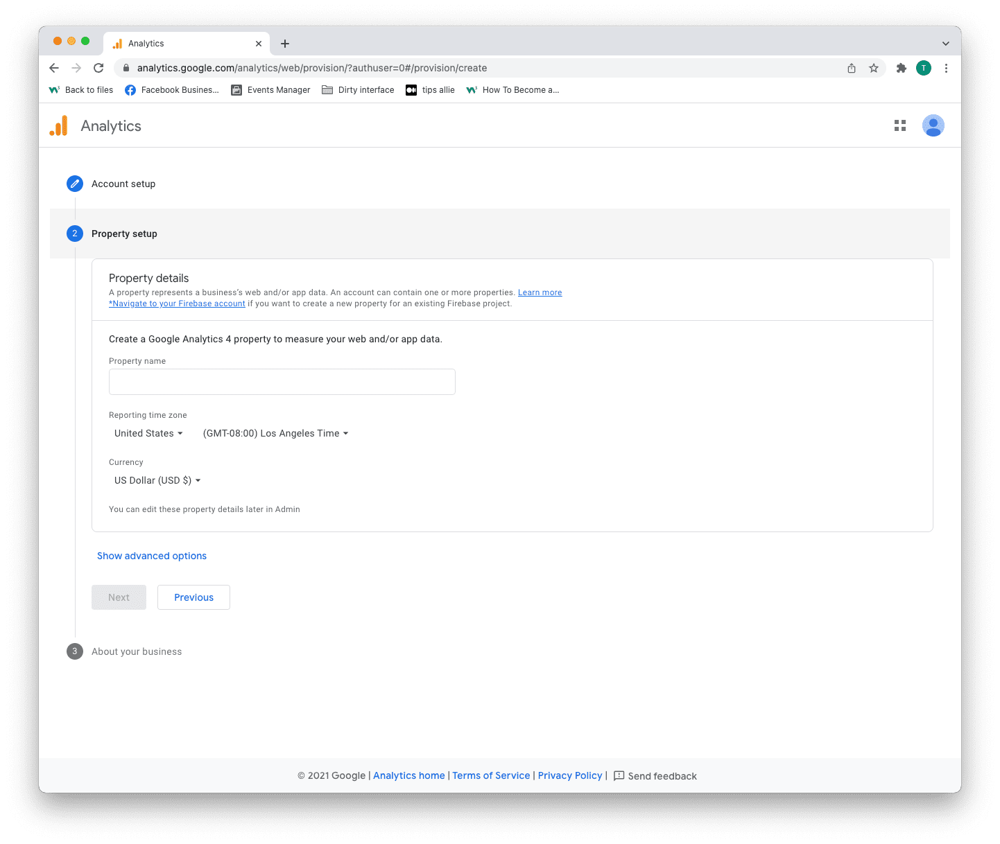 Analytics
analytics.google.com/analytics/web/provision/?authuser=0#/provision/create
T
Back to files
Facebook Busines...
Events Manager
Dirty interface
tips allie
How To Become a...
Analytics
Account setup
2 Property setup
Property details
A property represents a business's web and/or app data. An account can contain one or more properties. Learn more
*Navigate to your Firebase account if you want to create a new property for an existing Firebase project.
Create a Google Analytics 4 property to measure your web and/or app data.
Property name
Reporting time zone
United States (GMT-08:00) Los Angeles Time
Currency
US Dollar (USD $)
You can edit these property details later in Admin
Show advanced options
Next Previous
3 About your business
© 2021 Google | Analytics home | Terms of Service | Privacy Policy | Send feedback